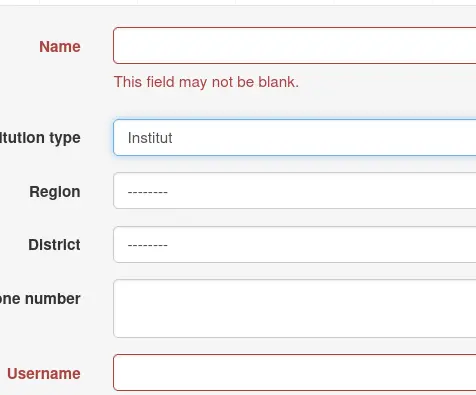 Name
This field may not be blank.
itution type
Institut
Region
--------
District
--------
one number
Username